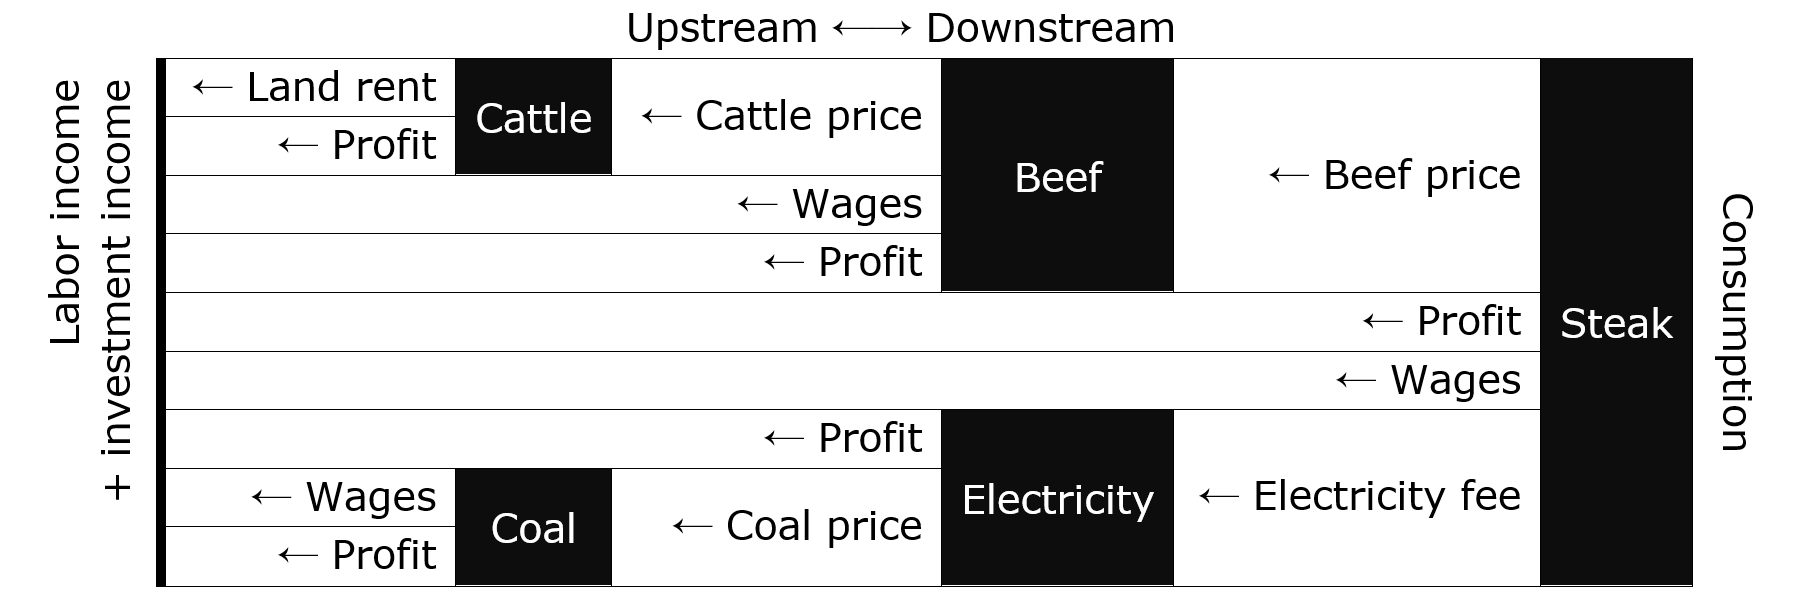 Upstream ⟷ Downstream
Labor income
+ investment income
← Land rent
← Profit
Cattle
← Cattle price
← Wages
← Profit
Beef
← Beef price
← Profit
← Wages
← Profit
← Wages
← Profit
Coal
← Coal price
Electricity
← Electricity fee
Steak
Consumption